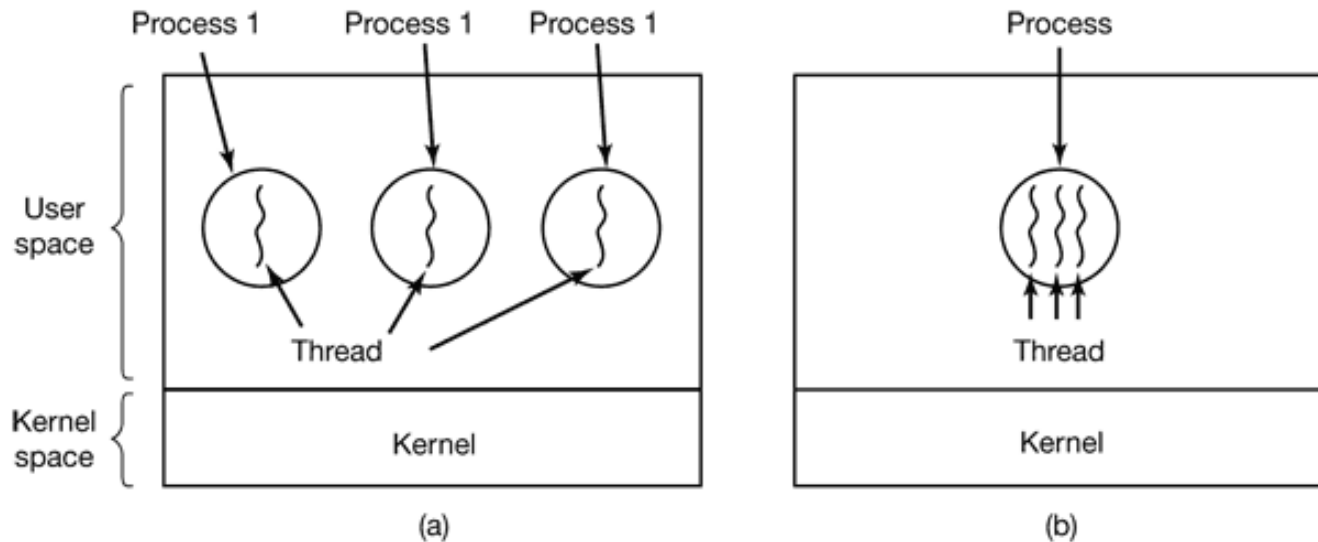 Process 1
Process 1
Process 1
Process
User
space
Thread
Thread
Kernel
space
Kernel
Kernel
(a)
(b)